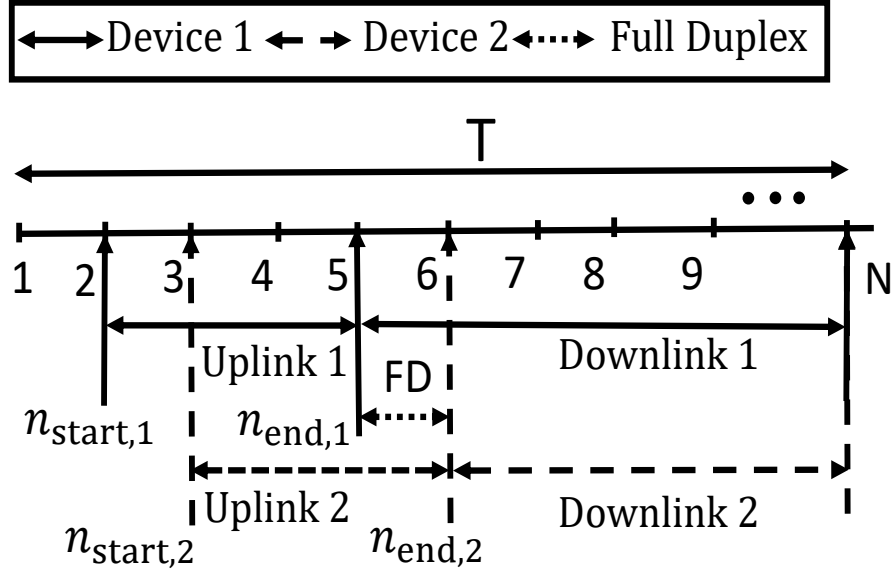 Device 1 Device 2 Full Duplex
T
1 2 3 4 5 6 7 8 9 ••• N
Uplink 1 Downlink 1
FD
n_start,1 n_end,1
Uplink 2 Downlink 2
n_start,2 n_end,2